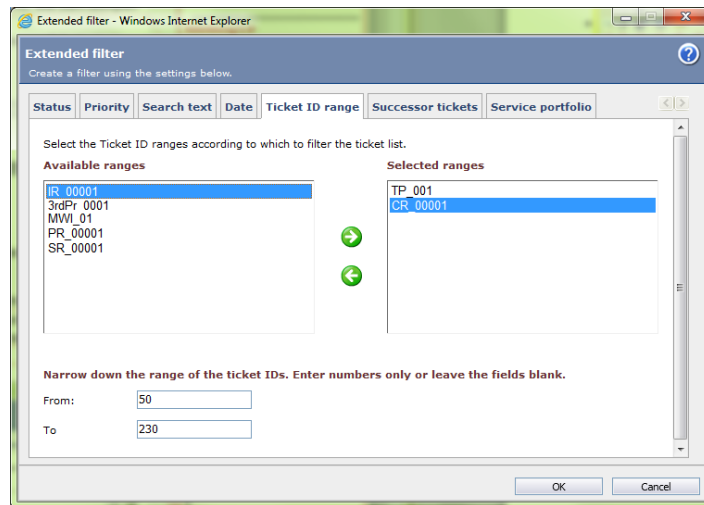 Extended filter - Windows Internet Explorer
Extended filter
Create a filter using the settings below.
Status Priority Search text Date Ticket ID range Successor tickets Service portfolio
Select the Ticket ID ranges according to which to filter the ticket list.
Available ranges Selected ranges
IR_00001 TP_001
3rdPr_0001 CR_00001
MWI_01
PR_00001
SR_00001
Narrow down the range of the ticket IDs. Enter numbers only or leave the fields blank.
From: 50
To 230
OK Cancel